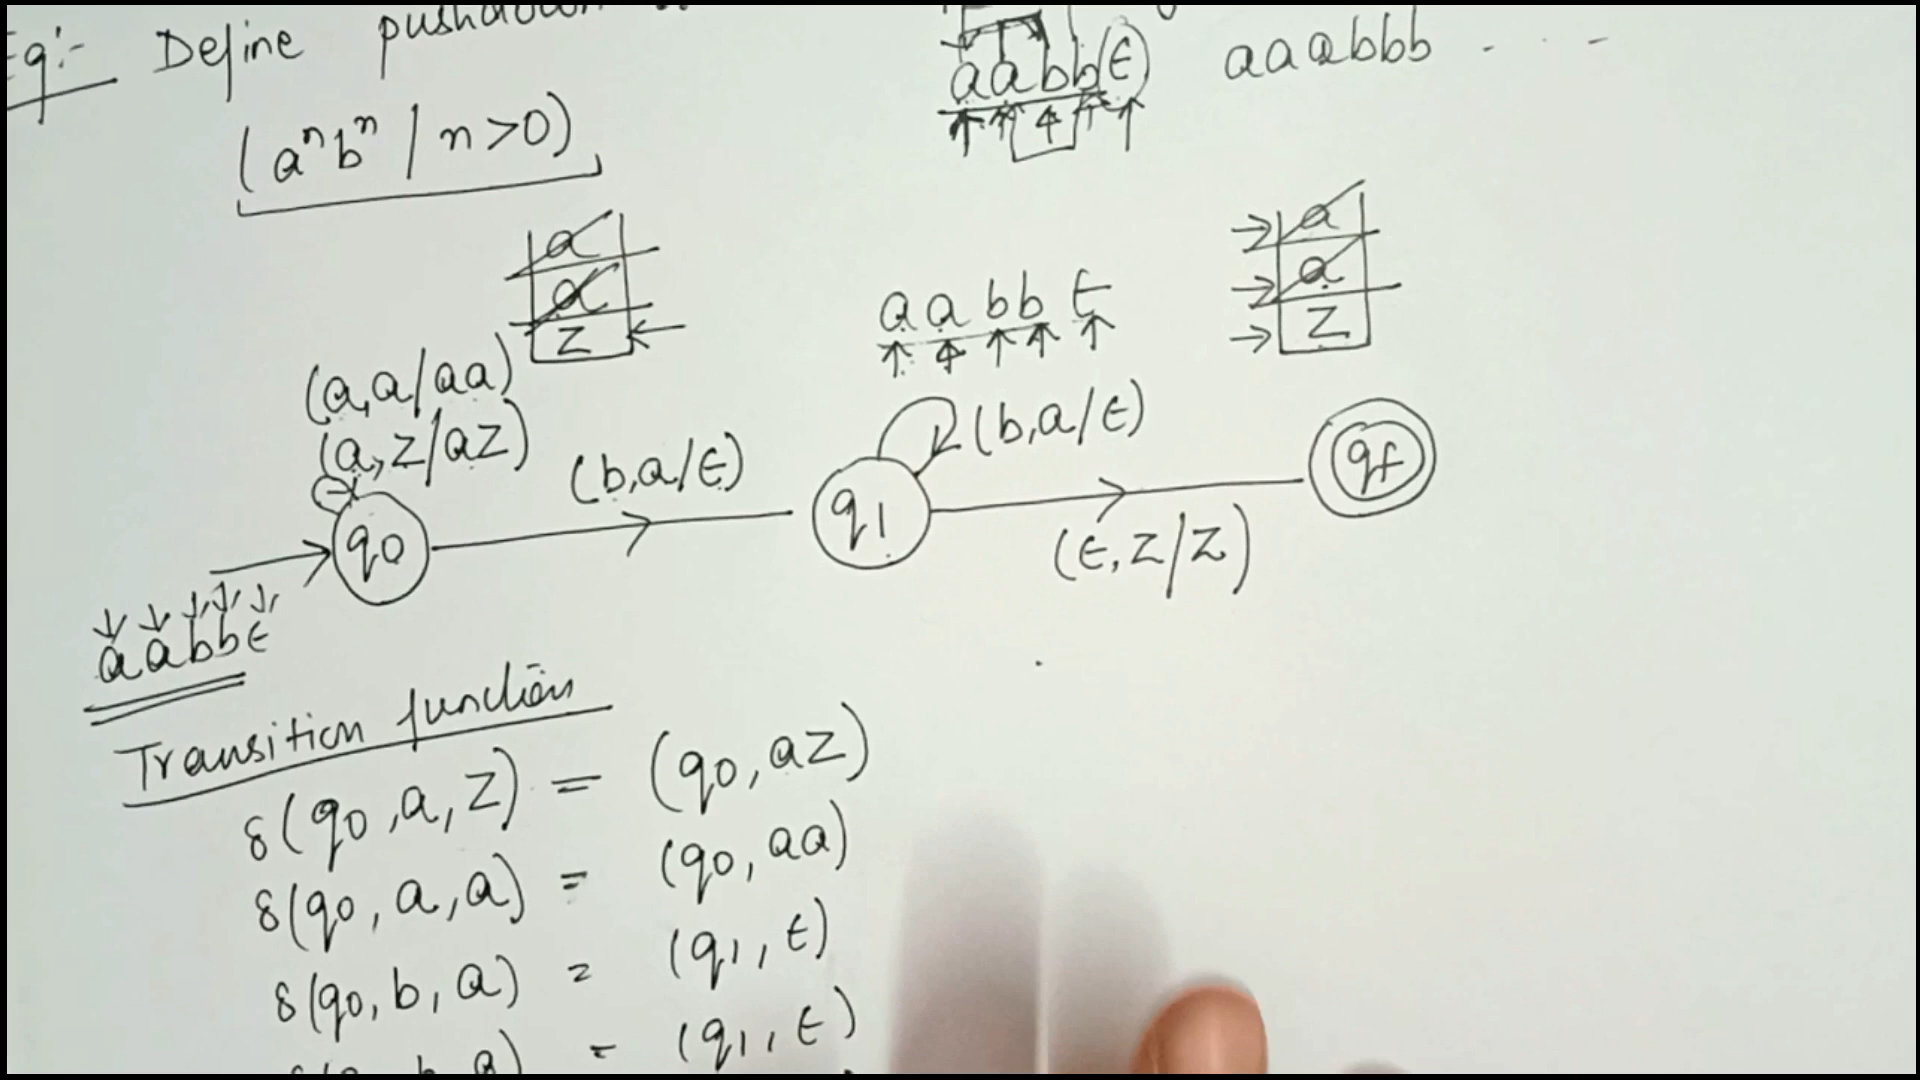 Eg:- Define pushdown
aabb(ϵ) aaabbb - - -
(aⁿbⁿ | n>0)
a
a
Z
aabbϵ
a
a
Z
(a,a/aa)
(a,Z/aZ)
(b,a/ϵ)
(b,a/ϵ)
q0
q1
qf
(ϵ,Z/Z)
aabbϵ
Transition function
δ(q0,a,Z) = (q0,aZ)
δ(q0,a,a) = (q0,aa)
δ(q0,b,a) = (q1,ϵ)
= (q1,ϵ)